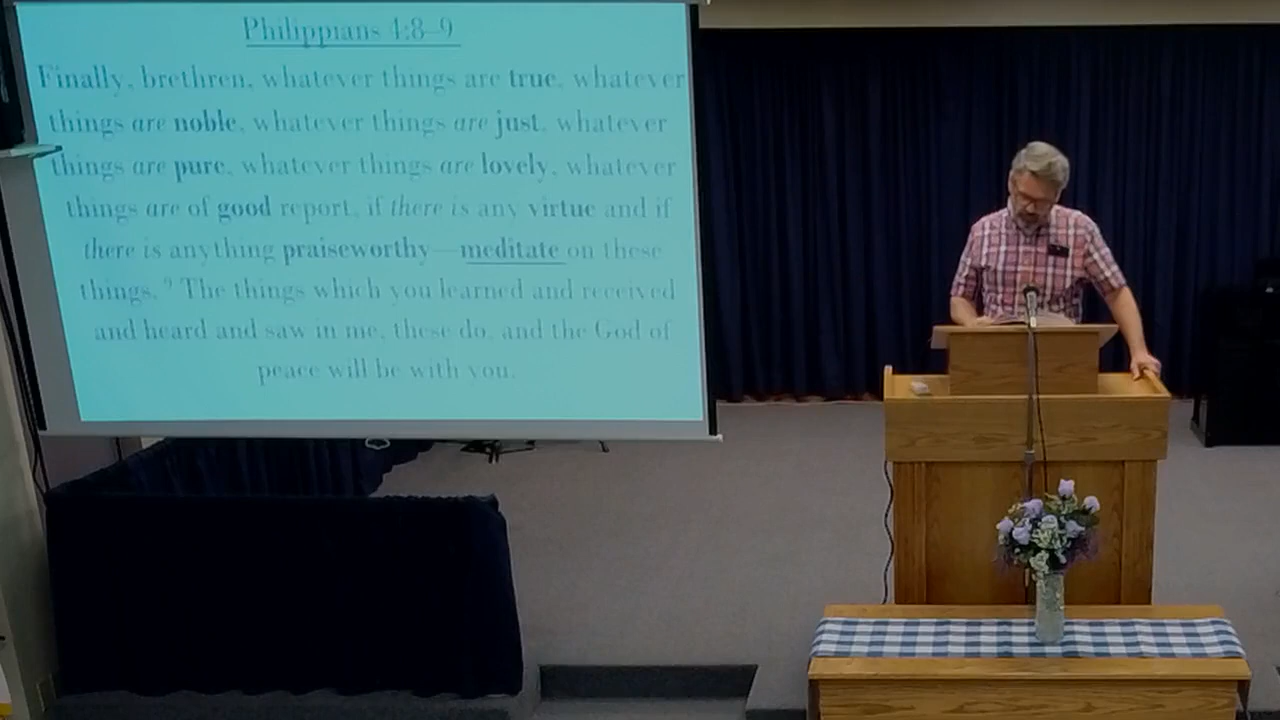 Philippians 4:8–9
Finally, brethren, whatever things are true, whatever
things are noble, whatever things are just, whatever
things are pure, whatever things are lovely, whatever
things are of good report, if there is any virtue and if
there is anything praiseworthy—meditate on these
things. ⁹ The things which you learned and received
and heard and saw in me, these do, and the God of
peace will be with you.